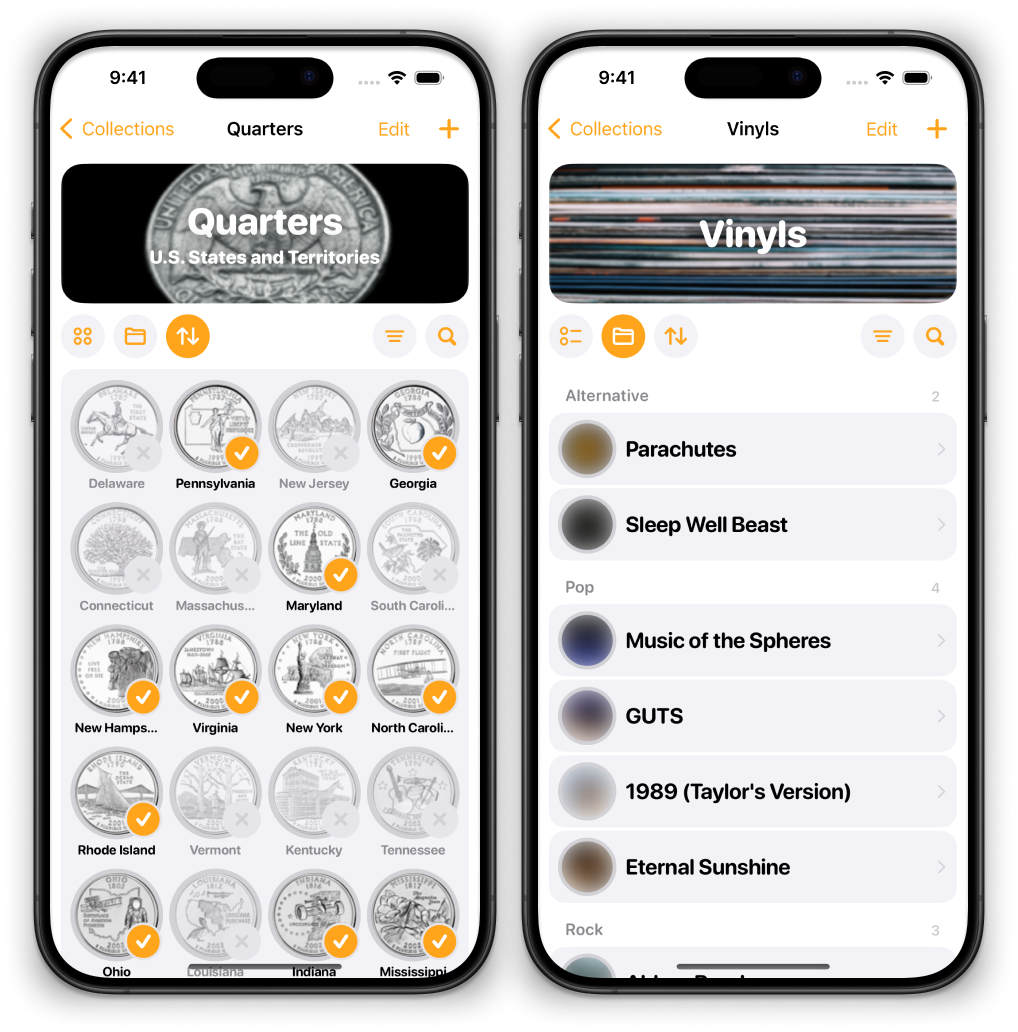 9:41
Collections
Quarters
Edit
Quarters
U.S. States and Territories
Delaware
Pennsylvania
New Jersey
Georgia
Connecticut
Massachus...
Maryland
South Caroli...
New Hamps...
Virginia
New York
North Caroli...
Rhode Island
Vermont
Kentucky
Tennessee
Ohio
Louisiana
Indiana
Mississippi
9:41
Collections
Vinyls
Edit
Vinyls
Alternative
2
Parachutes
Sleep Well Beast
Pop
4
Music of the Spheres
GUTS
1989 (Taylor's Version)
Eternal Sunshine
Rock
3